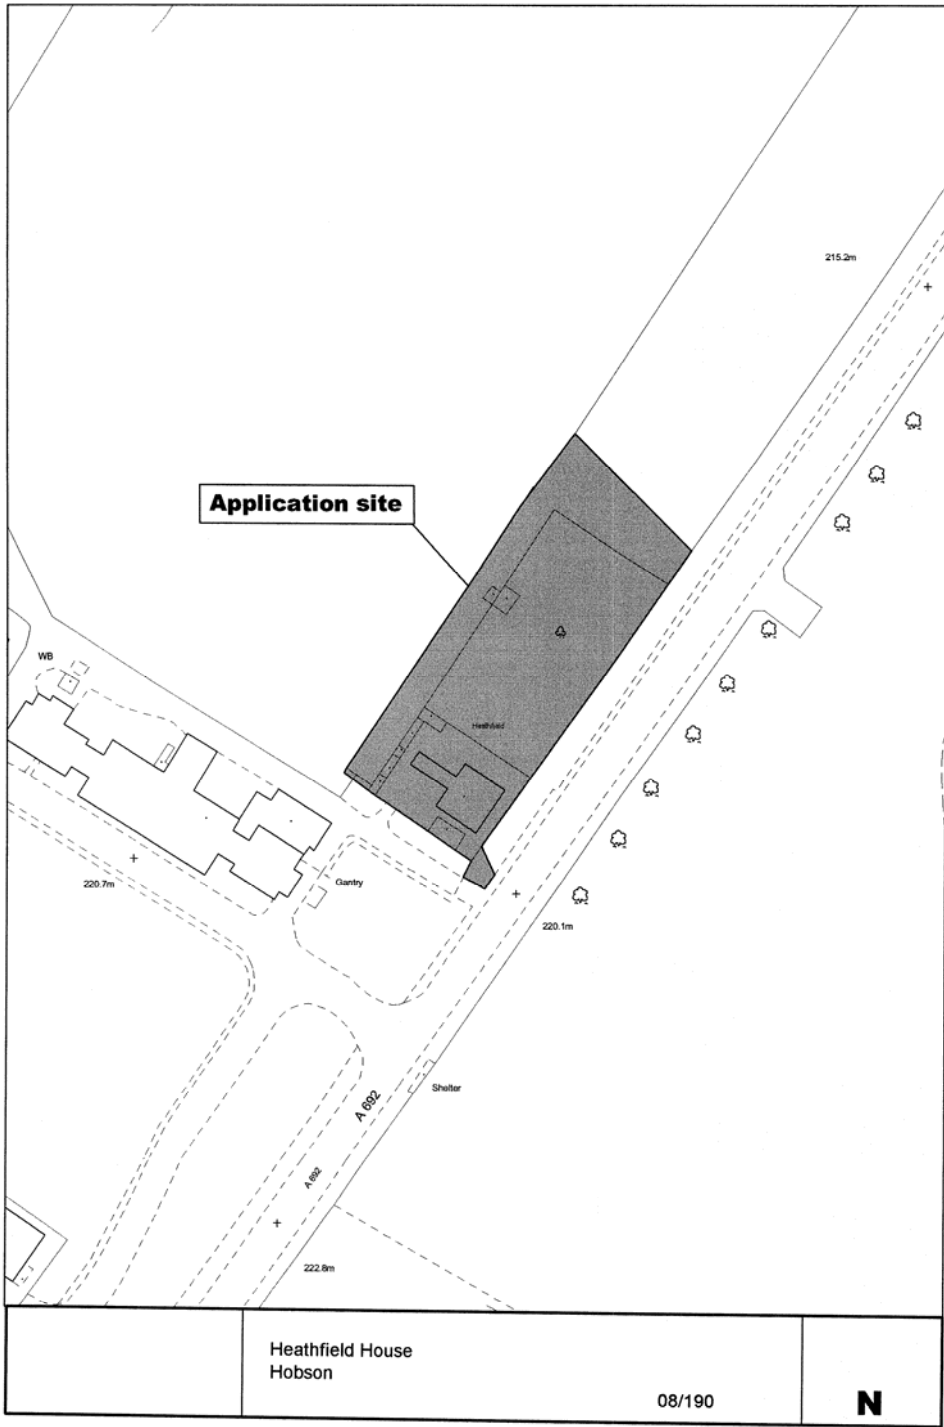 215.2m
Application site
WB
Heathfield
220.7m
Gantry
220.1m
Shelter
A 692
A 692
222.8m
Heathfield House
Hobson
08/190
N